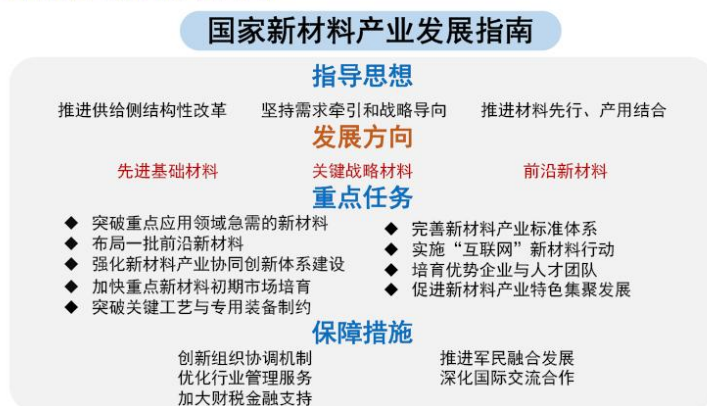 国家新材料产业发展指南
指导思想
推进供给侧结构性改革 坚持需求牵引和战略导向 推进材料先行、产用结合
发展方向
先进基础材料 关键战略材料 前沿新材料
重点任务
◆ 突破重点应用领域急需的新材料
◆ 布局一批前沿新材料
◆ 强化新材料产业协同创新体系建设
◆ 加快重点新材料初期市场培育
◆ 突破关键工艺与专用装备制约
◆ 完善新材料产业标准体系
◆ 实施“互联网”新材料行动
◆ 培育优势企业与人才团队
◆ 促进新材料产业特色集聚发展
保障措施
创新组织协调机制
优化行业管理服务
加大财税金融支持
推进军民融合发展
深化国际交流合作